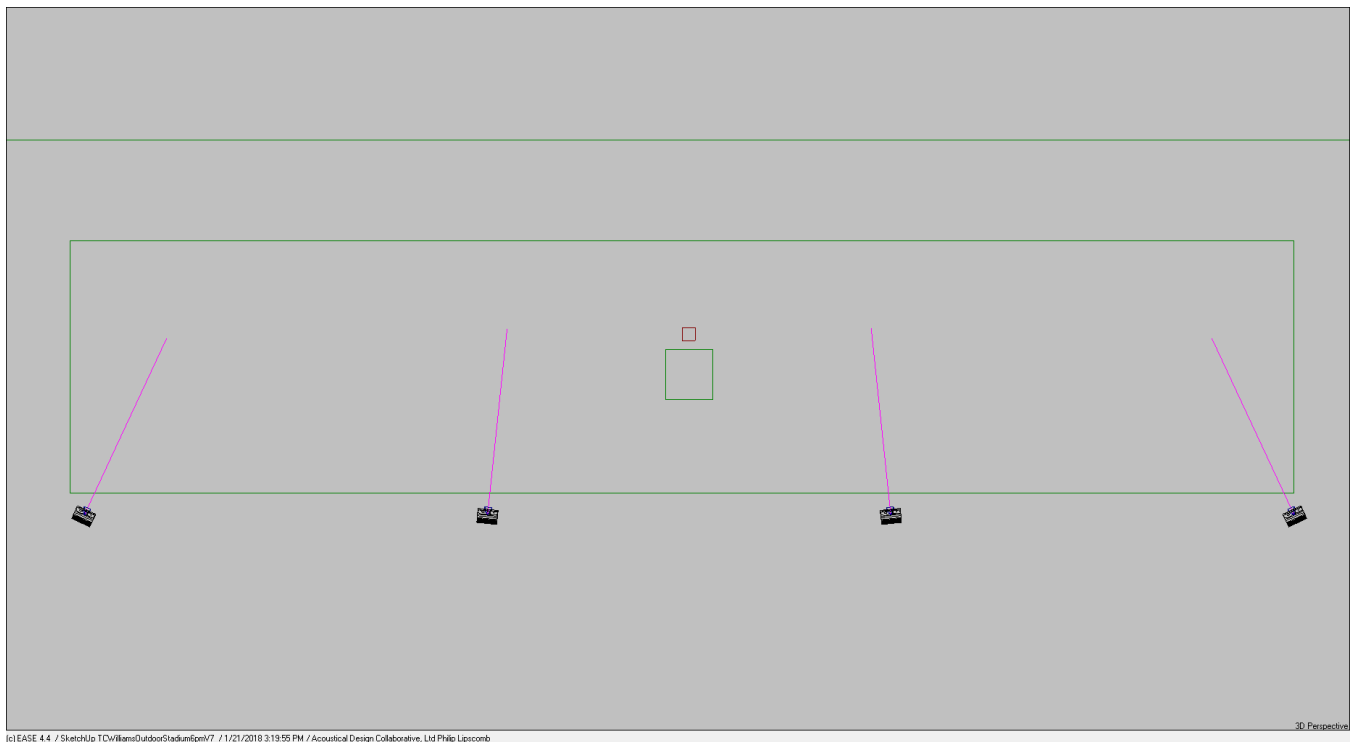 3D Perspective
(c) EASE 4.4 / SketchUp TCWilliamsOutdoorStadium6pmV7 / 1/21/2018 3:19:55 PM / Acoustical Design Collaborative, Ltd Philip Lipscomb